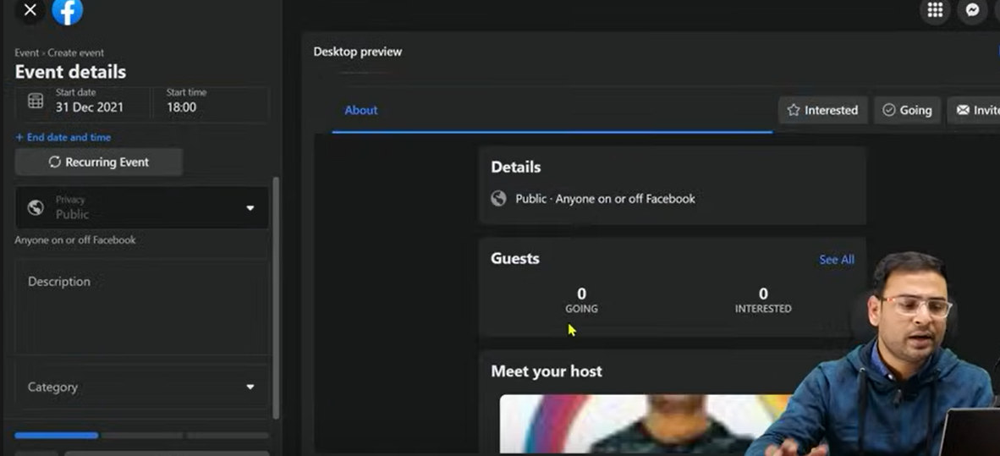 Event › Create event
Event details
Start date
31 Dec 2021
Start time
18:00
+ End date and time
Recurring Event
Privacy
Public
Anyone on or off Facebook
Description
Category
Desktop preview
About
Interested
Going
Invite
Details
Public · Anyone on or off Facebook
Guests
See All
0
GOING
0
INTERESTED
Meet your host